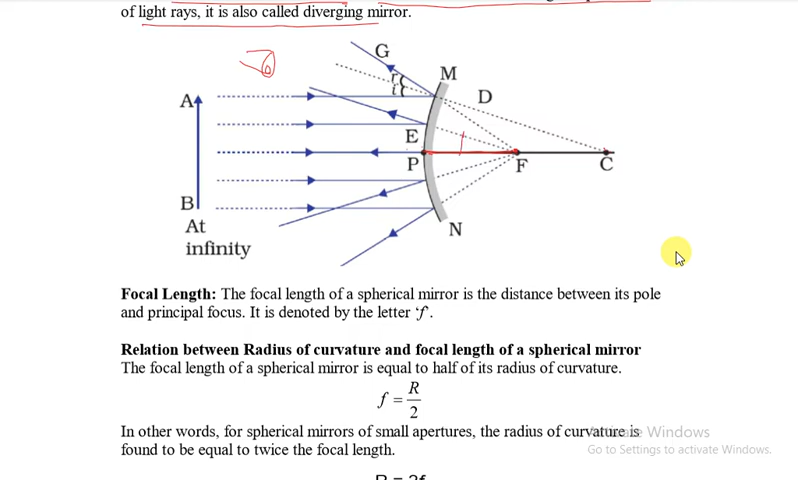 of light rays, it is also called diverging mirror.
G
M
r
i
A
D
E
P
F
C
B
N
At
infinity
Focal Length: The focal length of a spherical mirror is the distance between its pole
and principal focus. It is denoted by the letter ‘f’.
Relation between Radius of curvature and focal length of a spherical mirror
The focal length of a spherical mirror is equal to half of its radius of curvature.
f = R/2
In other words, for spherical mirrors of small apertures, the radius of curvature is
found to be equal to twice the focal length.
Activate Windows
Go to Settings to activate Windows.
R = 2f